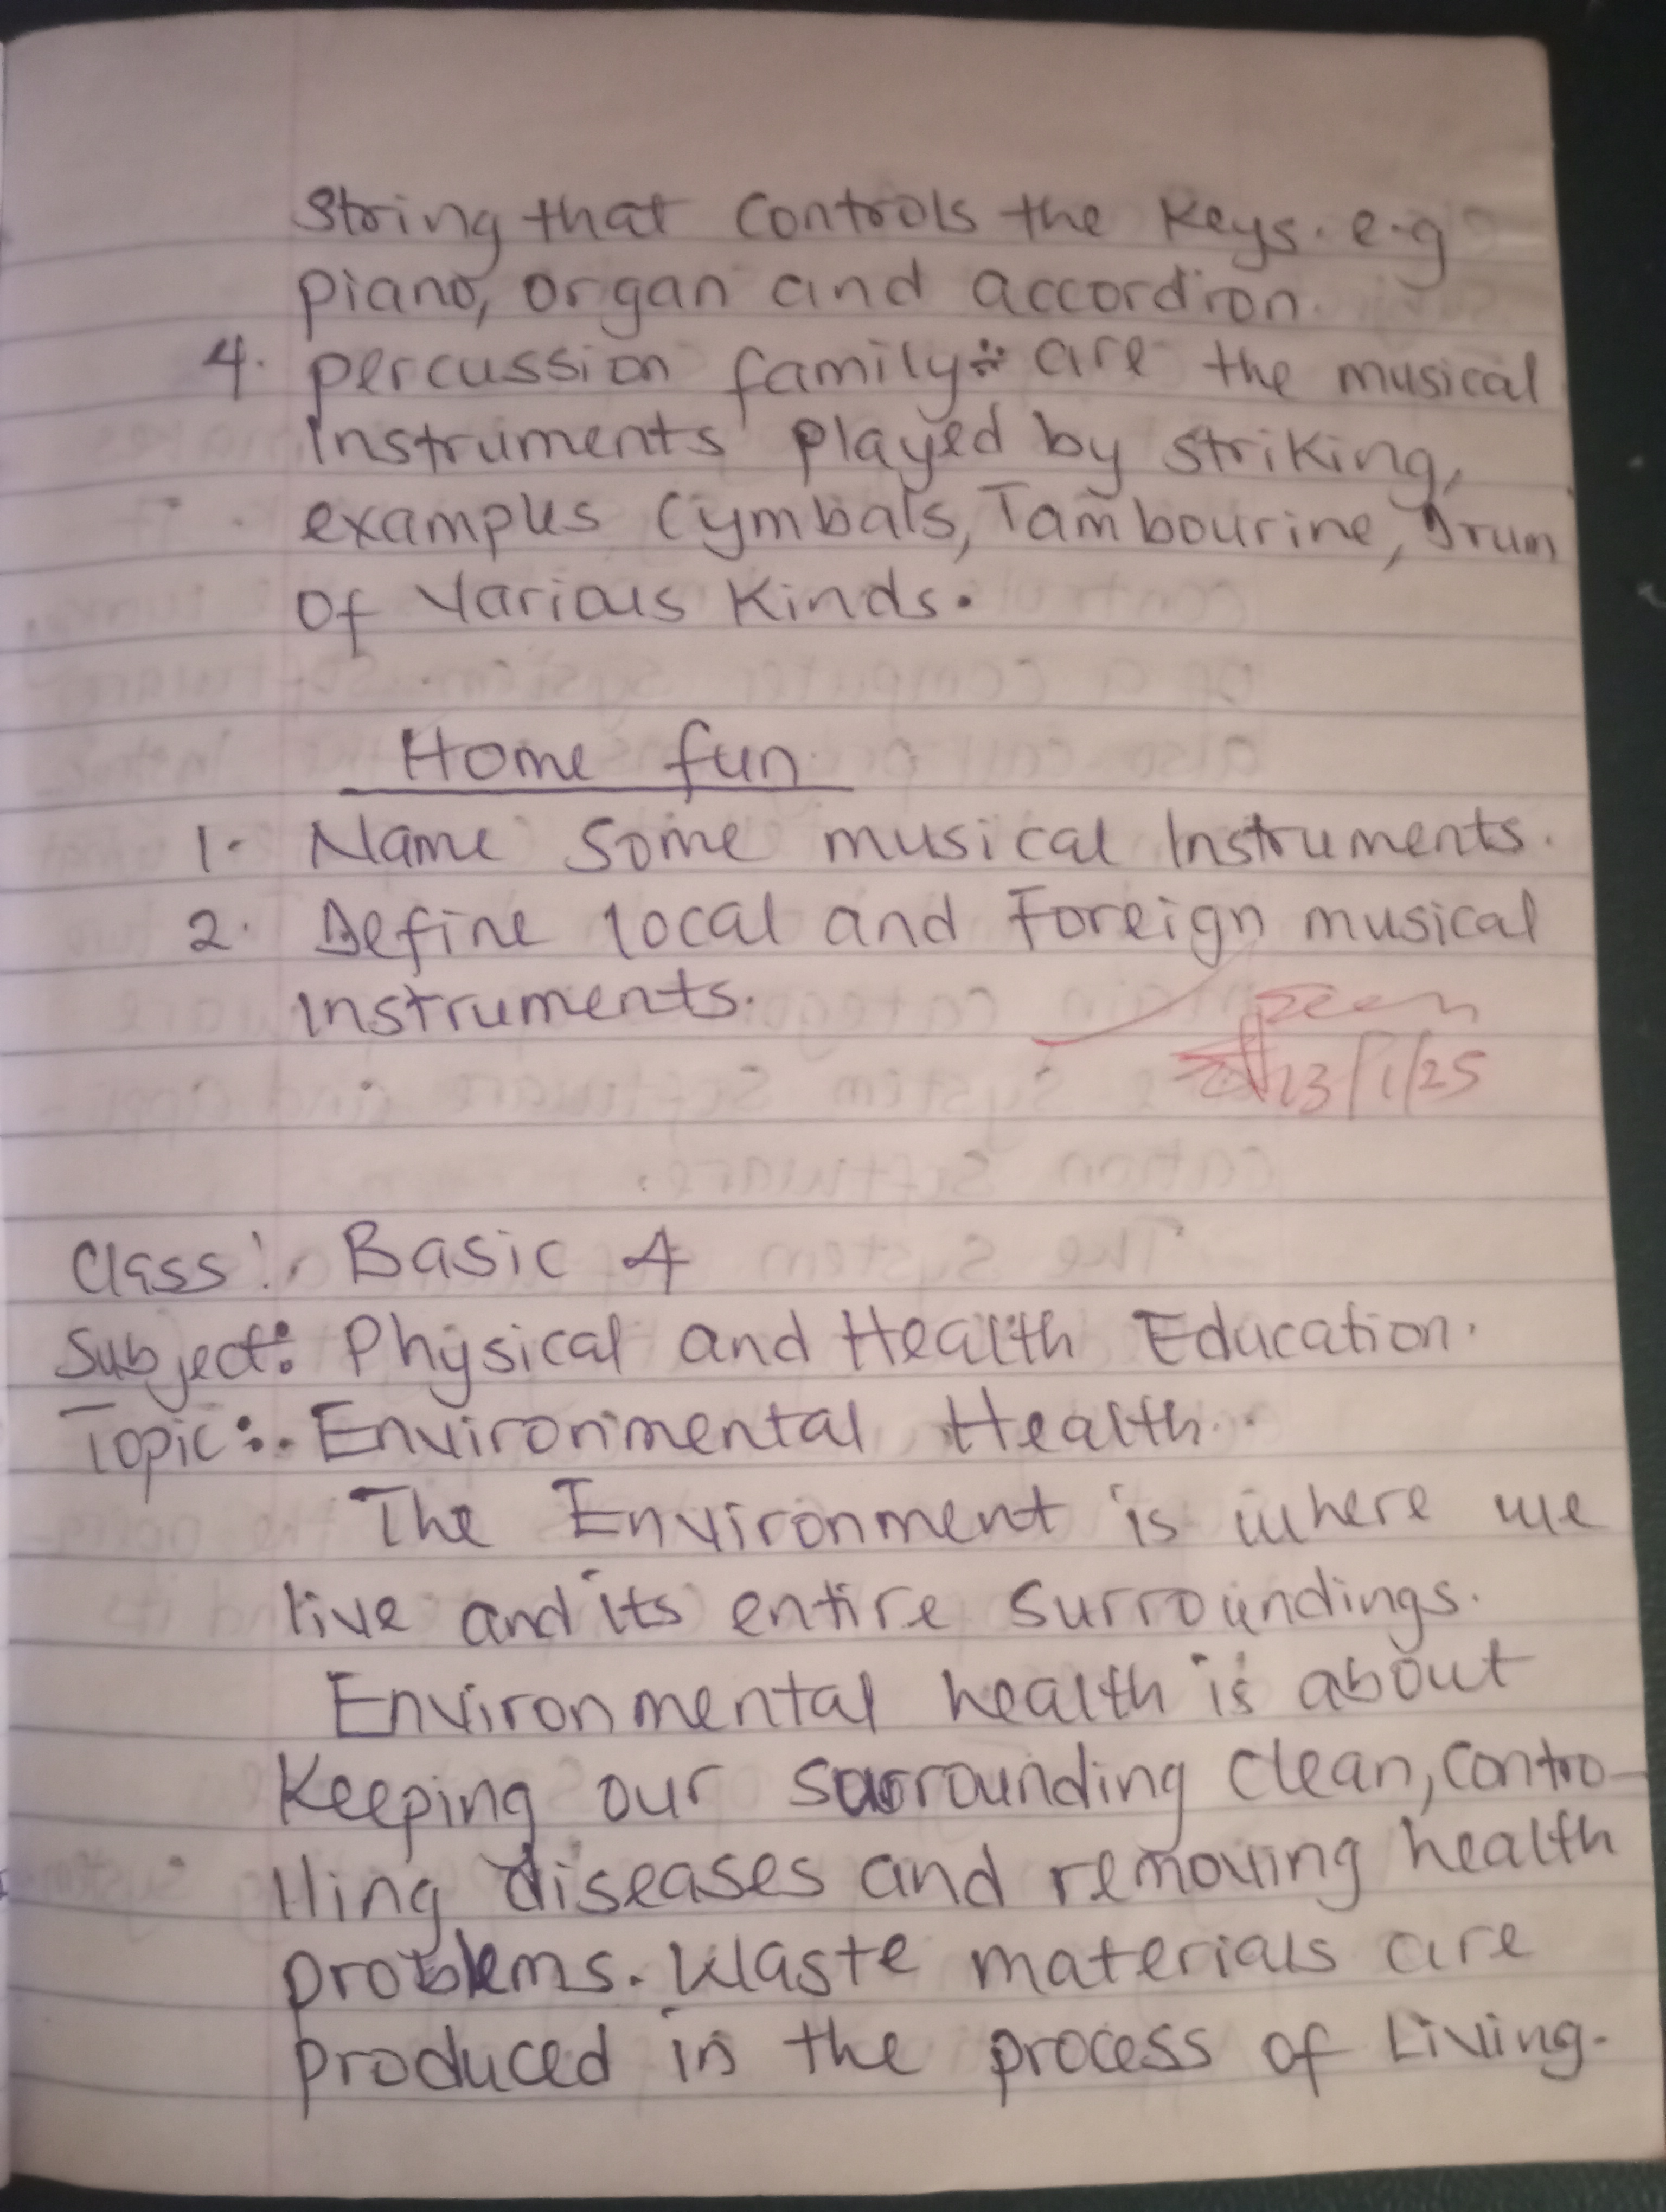 String that controls the Keys. e.g
piano, organ and accordion.
4. percussion family:- are the musical
instruments played by striking,
examples Cymbals, Tambourine, Drum
of various Kinds.
Home fun
1. Name some musical Instruments.
2. Define local and Foreign musical
instruments.
Seen
13/1/25
Class:. Basic 4
Subject: Physical and Health Education.
Topic:. Environmental Health.
The Environment is where we
live and its entire surroundings.
Environmental health is about
Keeping our surrounding clean, contro-
lling diseases and removing health
problems. Waste materials are
produced in the process of Living.